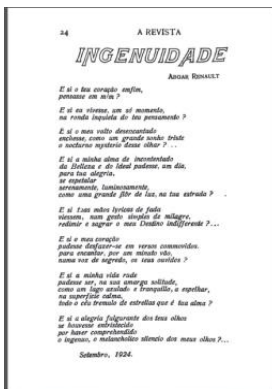 24 A REVISTA
INGENUIDADE
ABGAR RENAULT
E si o teu coração emfim,
pensasse em mim ?
E si eu vivesse, um só momento,
na ronda inquieta do teu pensamento ?
E si o meu vulto desencantado
enchesse, como um grande sonho triste
o nocturno mysterio desse olhar ? ...
E si a minha alma de incontentado
da Belleza e do Ideal pudesse, um dia,
para tua alegria,
se espetalar
serenamente, luminosamente,
como uma grande flôr de luz, na tua estrada ? .
E si tuas mãos lyricas de fada
viessem, num gesto simples de milagre,
redimir e sagrar o meu Destino indifferente ?...
E si o meu coração
pudesse desfazer-se em versos commovidos.
para encantar, por um minuto vão,
numa voz de segredo, os teus ouvidos ?
E si a minha vida rude
pudesse ser, na sua amarga solitude,
como um lago azulado e tranquillo, a espelhar,
na superficie calma,
todo o céu tremulo de estrellas que é tua alma ?
E si a alegria fulgurante dos teus olhos
se houvesse entristecido
por haver comprehendido
o ingenuo, o melancholico silencio dos meus olhos ?...
Setembro, 1924.